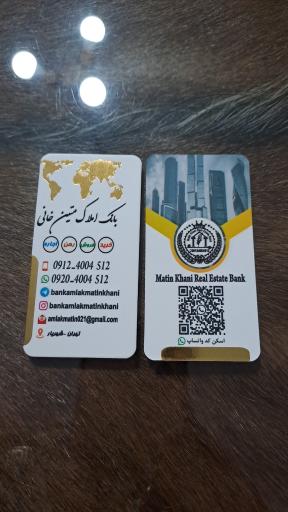 بانک املاک متین خانی
خرید فروش رهن اجاره
0912_4004 512
0920_4004 512
bankamlakmatinkhani
bankamlakmatinkhani
amlakmatin021@gmail.com
تهران -شهریار
Matin Khani Real Estate Bank
اسکن کد واتساپ